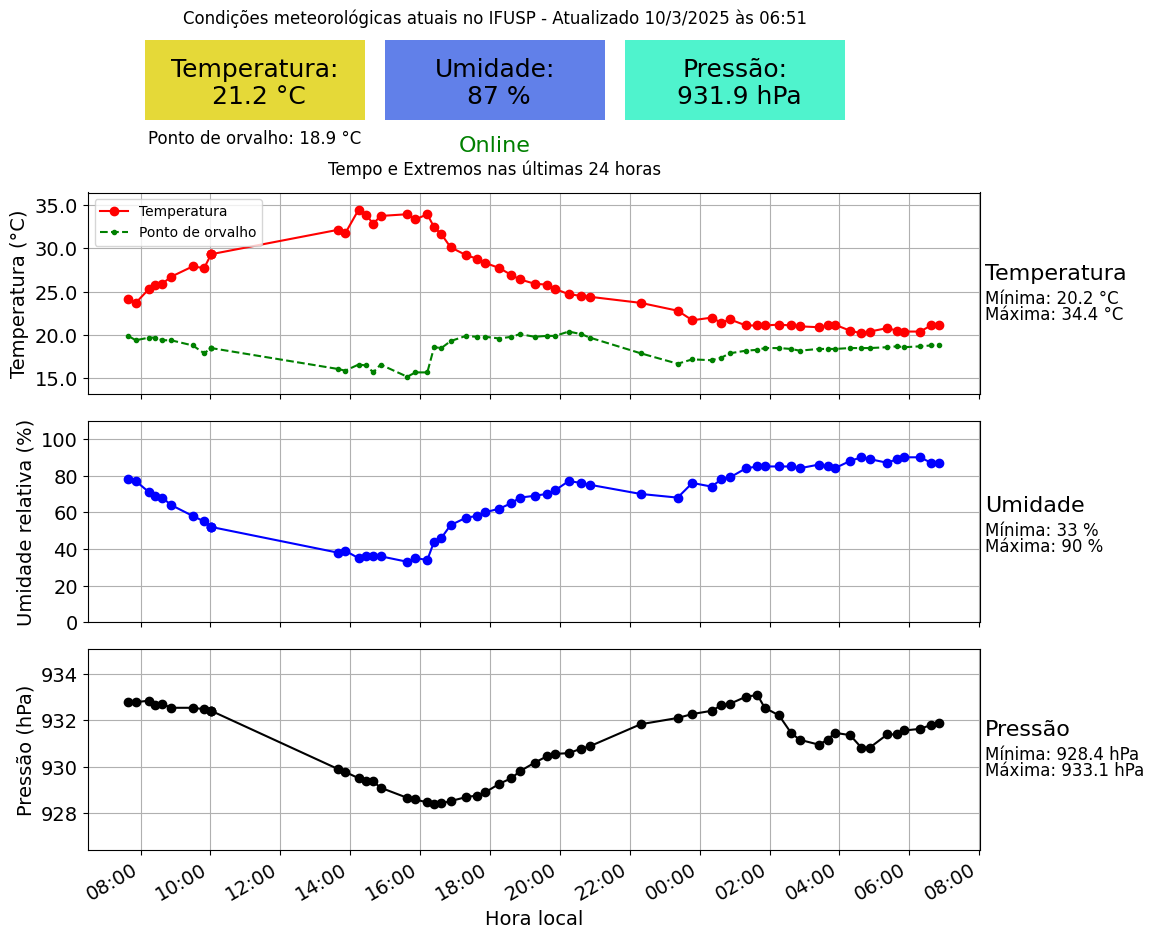 Condições meteorológicas atuais no IFUSP - Atualizado 10/3/2025 às 06:51
Temperatura:
21.2 °C
Umidade:
87 %
Pressão:
931.9 hPa
Ponto de orvalho: 18.9 °C
Online
Tempo e Extremos nas últimas 24 horas
Temperatura (°C)
35.0
30.0
25.0
20.0
15.0
Temperatura
Ponto de orvalho
Temperatura
Mínima: 20.2 °C
Máxima: 34.4 °C
Umidade relativa (%)
100
80
60
40
20
0
Umidade
Mínima: 33 %
Máxima: 90 %
Pressão (hPa)
934
932
930
928
Pressão
Mínima: 928.4 hPa
Máxima: 933.1 hPa
08:00 10:00 12:00 14:00 16:00 18:00 20:00 22:00 00:00 02:00 04:00 06:00 08:00
Hora local